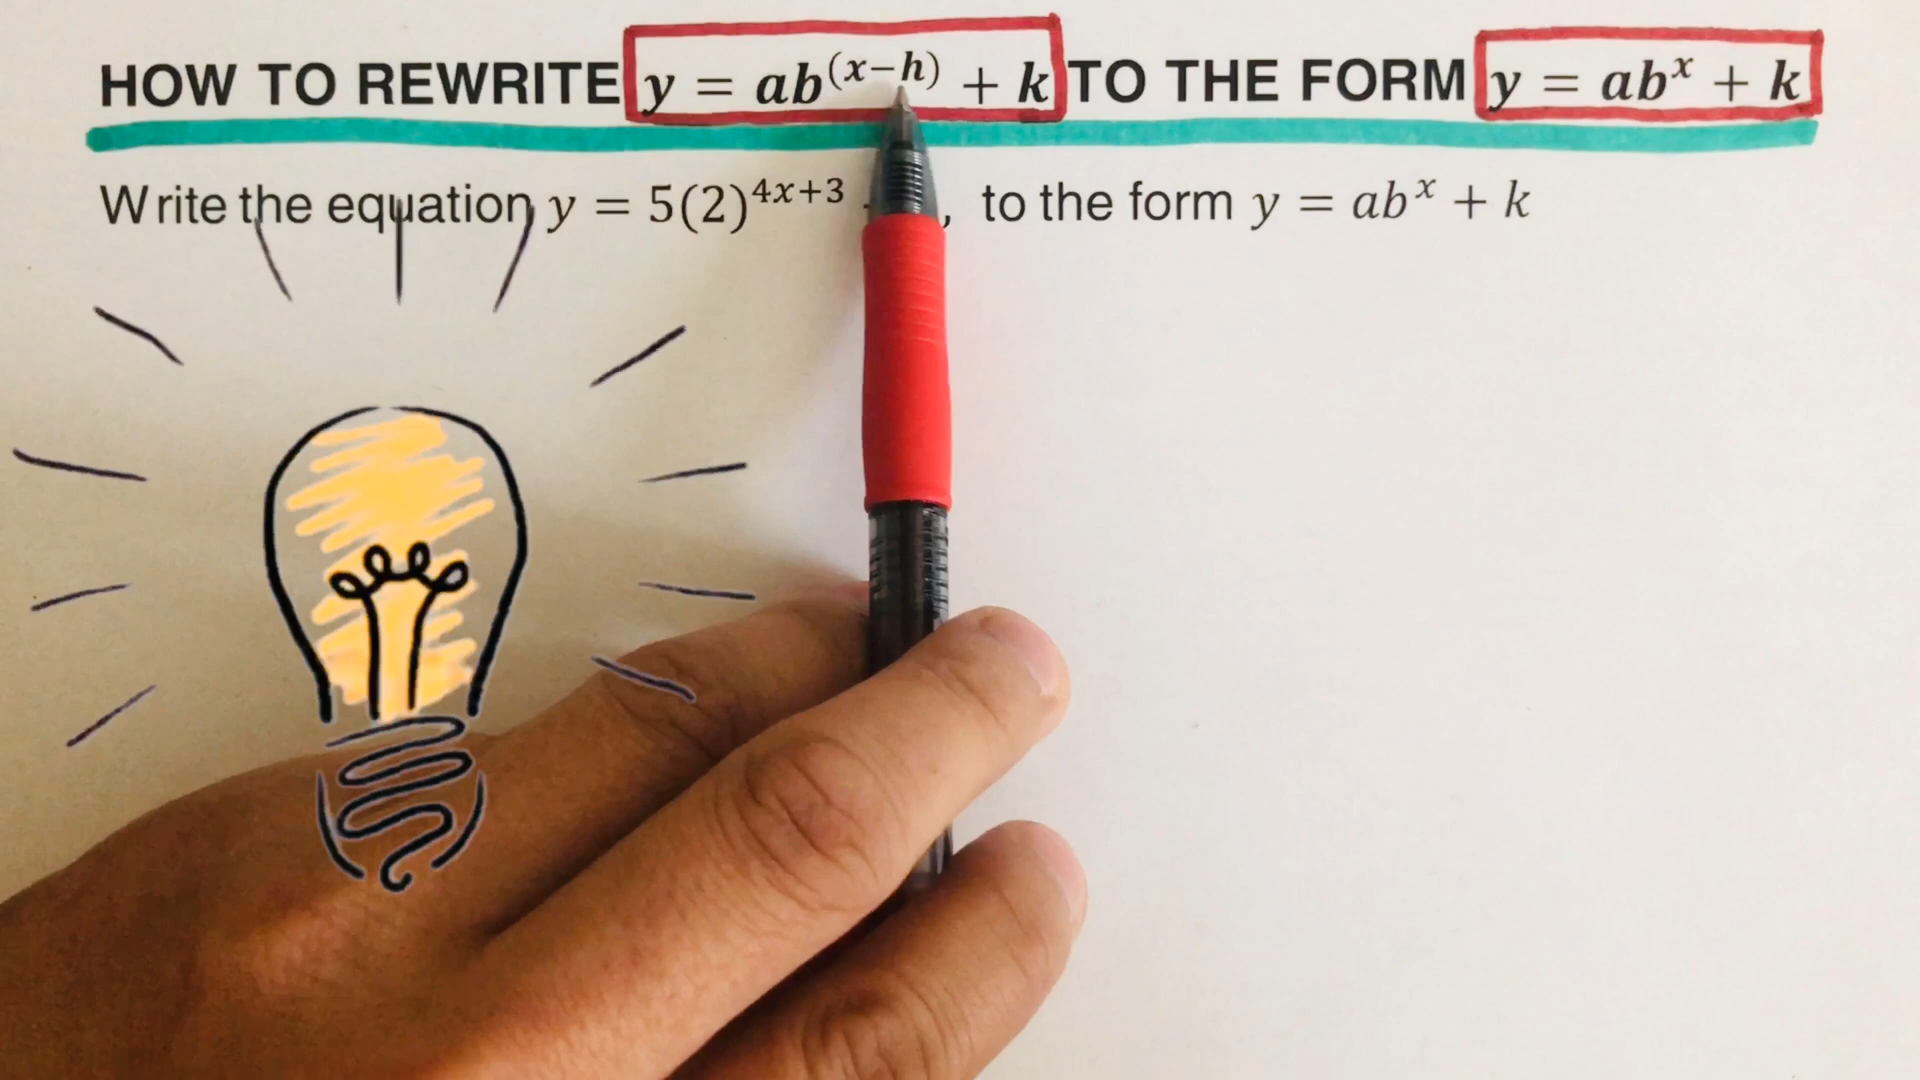 HOW TO REWRITE y = ab^(x−h) + k TO THE FORM y = ab^x + k
Write the equation y = 5(2)^4x+3 , to the form y = ab^x + k